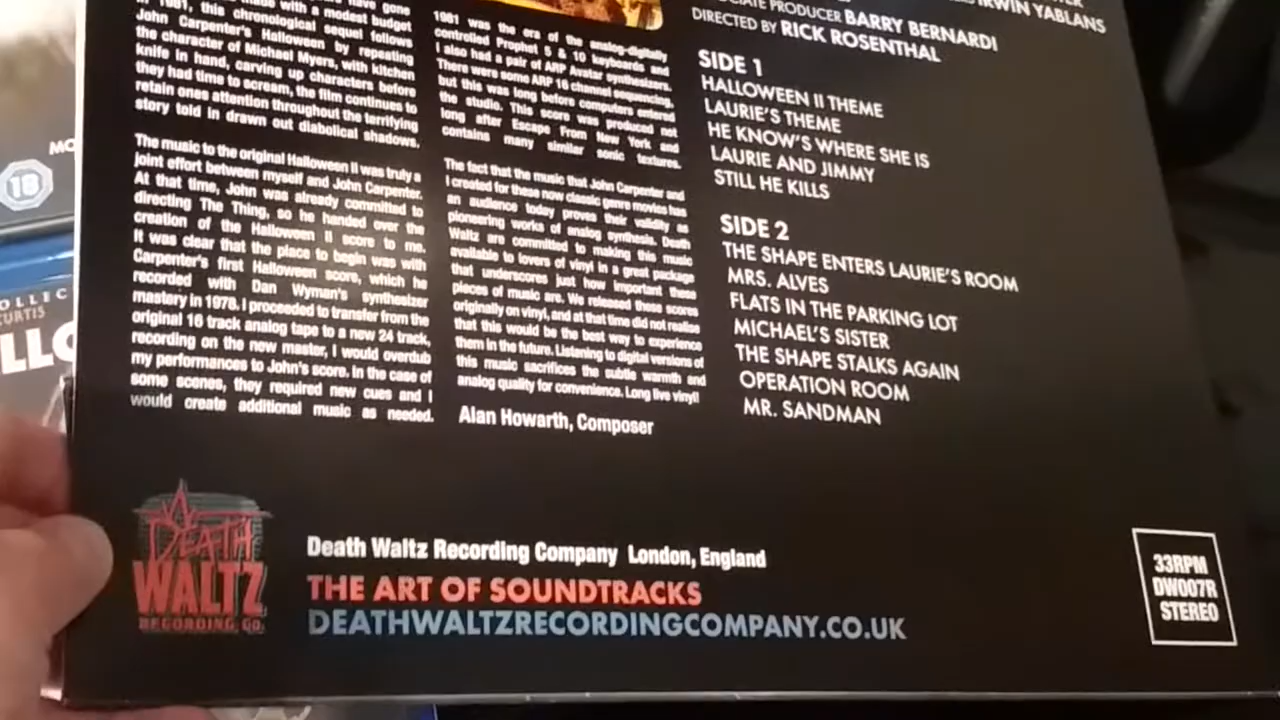 have gone
made with a modest budget
in 1981, this chronological sequel follows
John Carpenter's Halloween by repeating
the character of Michael Myers, with kitchen
knife in hand, carving up characters before
they had time to scream, the film continues to
retain ones attention throughout the terrifying
story told in drawn out diabolical shadows.
The music to the original Halloween II was truly a
joint effort between myself and John Carpenter.
At that time, John was already committed to
directing The Thing, so he handed over the
creation of the Halloween II score to me.
It was clear that the place to begin was with
Carpenter's first Halloween score, which he
recorded with Dan Wyman's synthesizer
mastery in 1978. I proceeded to transfer from the
original 16 track analog tape to a new 24 track,
recording on the new master, I would overdub
my performances to John's score. In the case of
some scenes, they required new cues and I
would create additional music as needed.
1981 was the era of the analog-digitally
controlled Prophet 5 & 10 keyboards and
I also had a pair of ARP Avatar synthesizers.
There were some ARP 16 channel sequencing,
but this was long before computers entered
the studio. This score was produced not
long after Escape From New York and
contains many similar sonic textures.
The fact that the music that John Carpenter and
I created for these now classic genre movies has
an audience today proves their validity as
pioneering works of analog synthesis. Death
Waltz are committed to making this music
available to lovers of vinyl in a great package
that underscores just how important these
pieces of music are. We released these scores
originally on vinyl, and at that time did not realise
that this would be the best way to experience
them in the future. Listening to digital versions of
this music sacrifices the subtle warmth and
analog quality for convenience. Long live vinyl!
Alan Howarth, Composer
IRWIN YABLANS
PRODUCER BARRY BERNARDI
DIRECTED BY RICK ROSENTHAL
SIDE 1
HALLOWEEN II THEME
LAURIE'S THEME
HE KNOW'S WHERE SHE IS
LAURIE AND JIMMY
STILL HE KILLS
SIDE 2
THE SHAPE ENTERS LAURIE'S ROOM
MRS. ALVES
FLATS IN THE PARKING LOT
MICHAEL'S SISTER
THE SHAPE STALKS AGAIN
OPERATION ROOM
MR. SANDMAN
DEATH
WALTZ
RECORDING CO.
Death Waltz Recording Company London, England
THE ART OF SOUNDTRACKS
DEATHWALTZRECORDINGCOMPANY.CO.UK
33RPM
DW007R
STEREO
MO
18
OLLEC
CURTIS
LLO